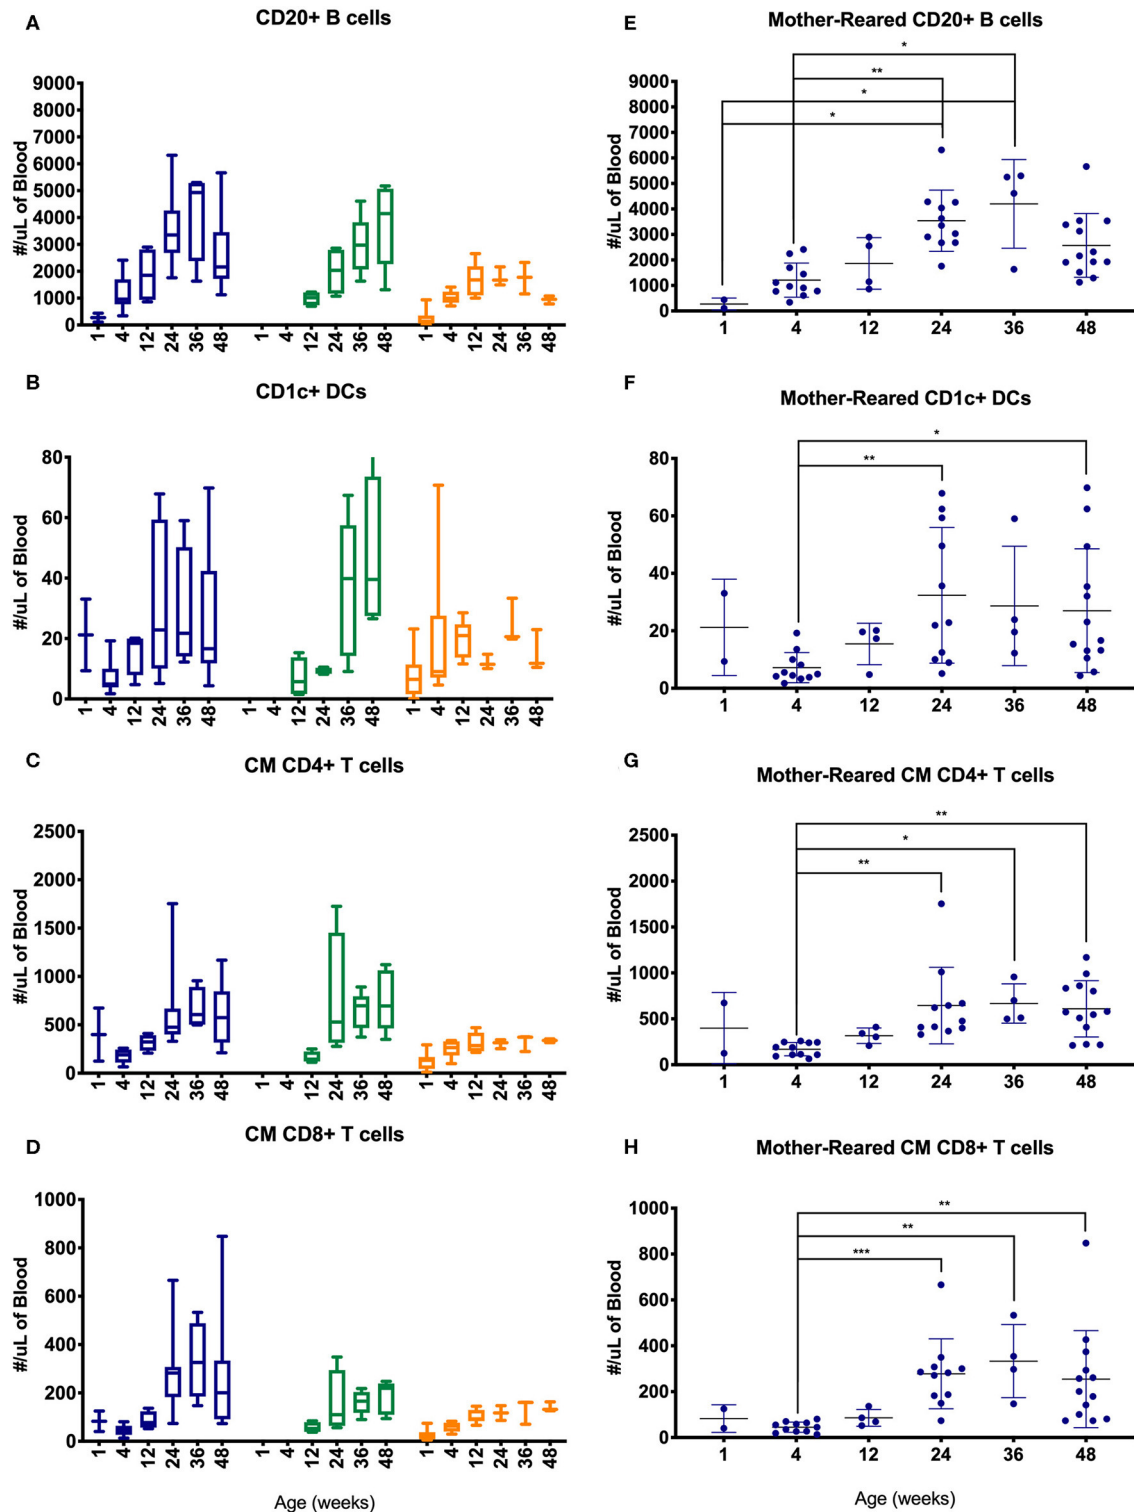 A
CD20+ B cells
#/uL of Blood
9000
8000
7000
6000
5000
4000
3000
2000
1000
0
1 4 12 24 36 48 1 4 12 24 36 48 1 4 12 24 36 48
B
CD1c+ DCs
#/uL of Blood
80
60
40
20
0
1 4 12 24 36 48 1 4 12 24 36 48 1 4 12 24 36 48
C
CM CD4+ T cells
#/uL of Blood
2500
2000
1500
1000
500
0
1 4 12 24 36 48 1 4 12 24 36 48 1 4 12 24 36 48
D
CM CD8+ T cells
#/uL of Blood
1000
800
600
400
200
0
1 4 12 24 36 48 1 4 12 24 36 48 1 4 12 24 36 48
Age (weeks)
E
Mother-Reared CD20+ B cells
*
**
*
*
#/uL of Blood
9000
8000
7000
6000
5000
4000
3000
2000
1000
0
1 4 12 24 36 48
F
Mother-Reared CD1c+ DCs
*
**
#/uL of Blood
80
60
40
20
0
1 4 12 24 36 48
G
Mother-Reared CM CD4+ T cells
**
*
**
#/uL of Blood
2500
2000
1500
1000
500
0
1 4 12 24 36 48
H
Mother-Reared CM CD8+ T cells
**
**
***
#/uL of Blood
1000
800
600
400
200
0
1 4 12 24 36 48
Age (weeks)